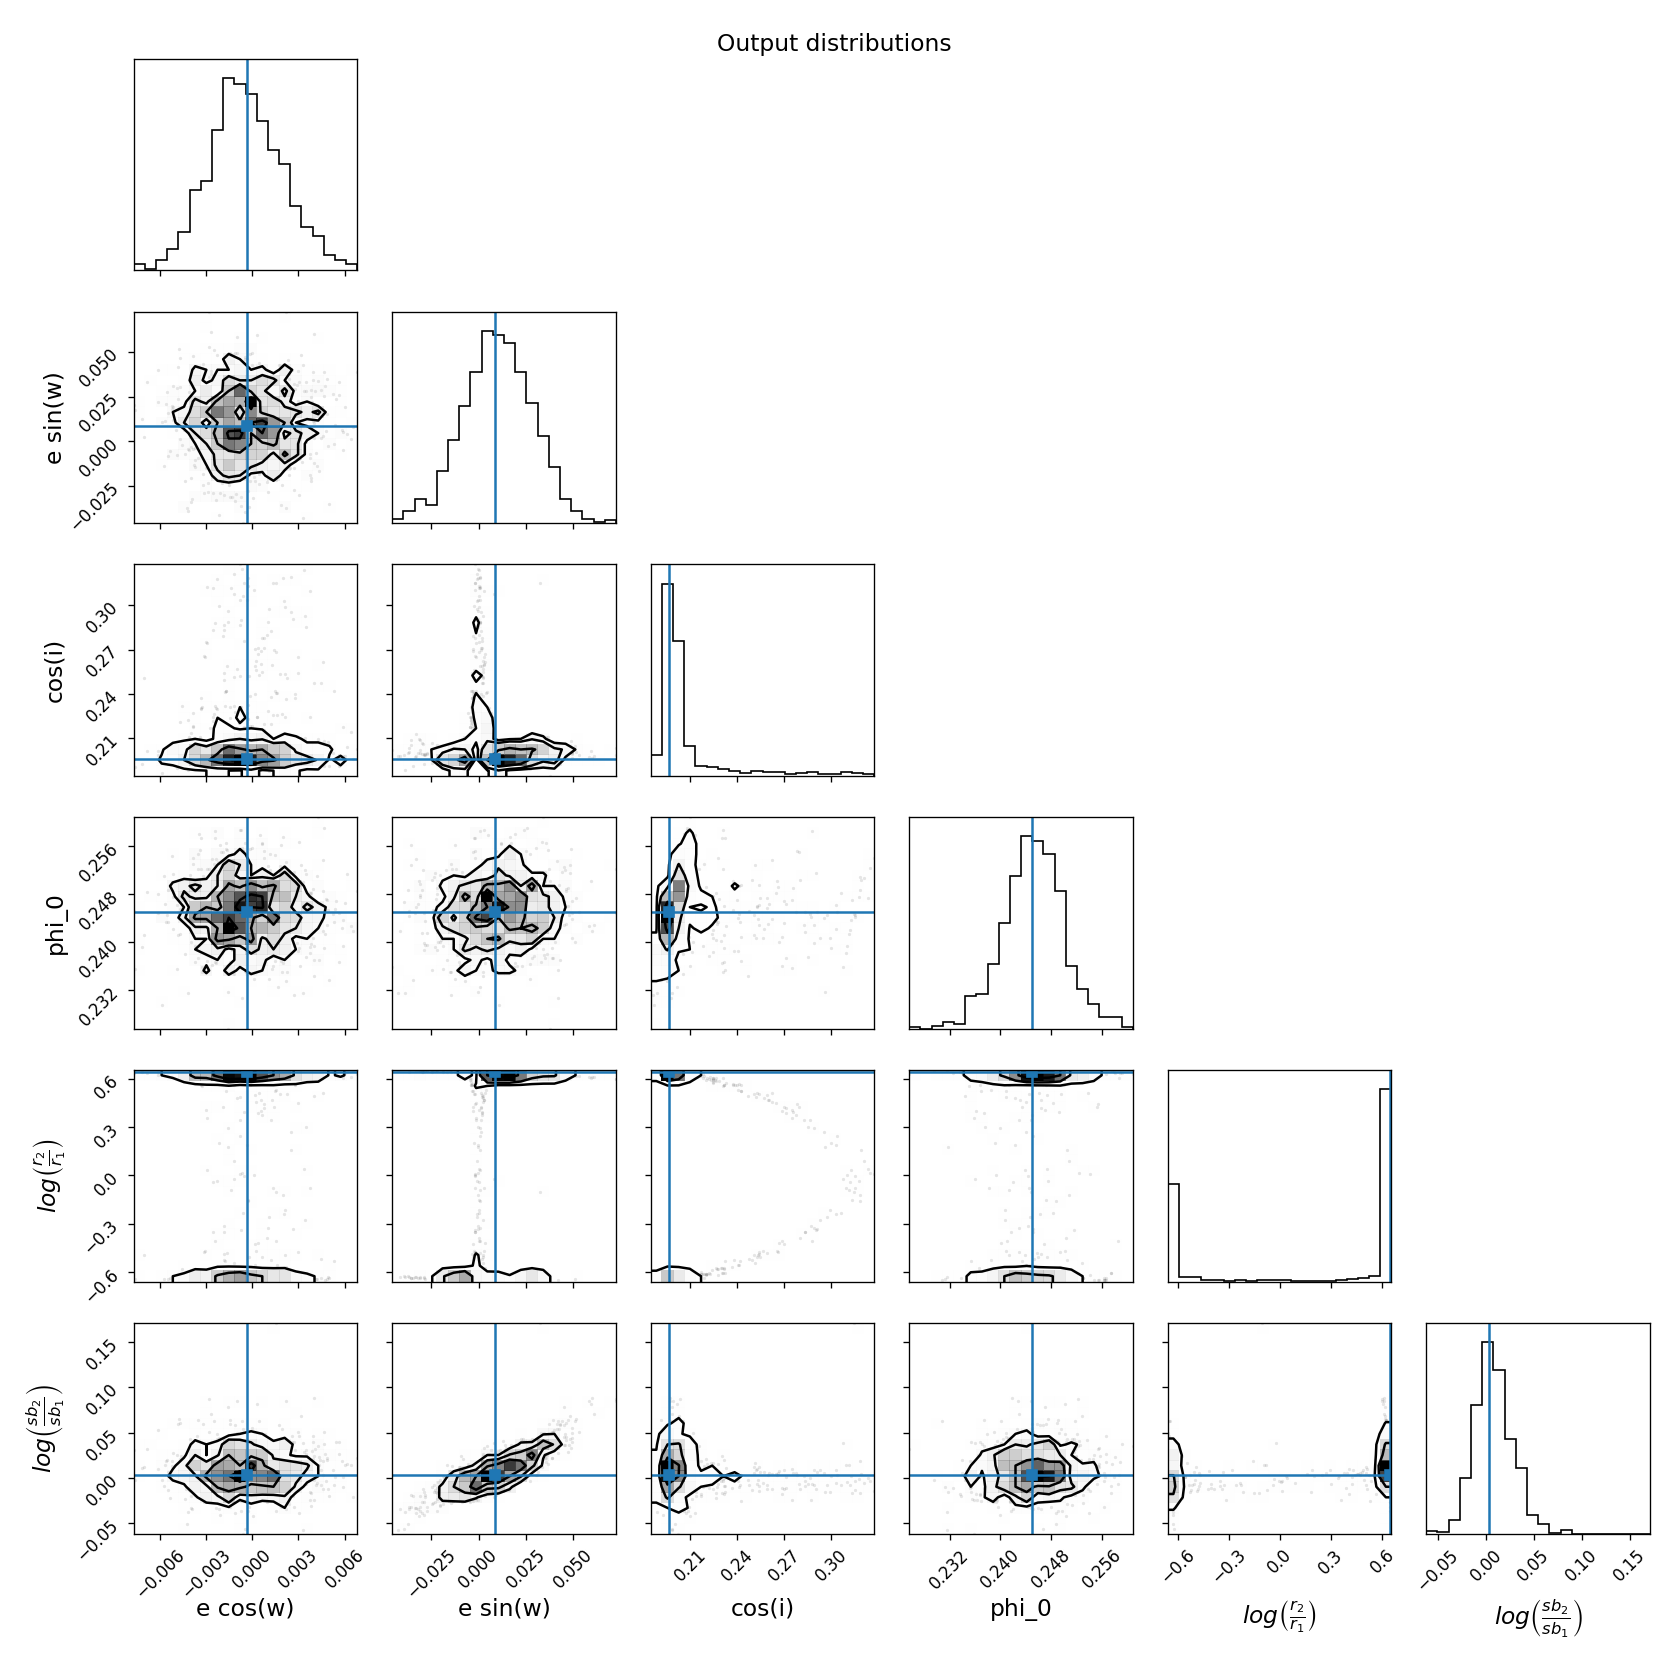 Output distributions
e sin(w)
0.050
0.025
0.000
−0.025
cos(i)
0.30
0.27
0.24
0.21
phi_0
0.256
0.248
0.240
0.232
log(r₂/r₁)
0.6
0.3
0.0
−0.3
−0.6
log(sb₂/sb₁)
0.15
0.10
0.05
0.00
−0.05
−0.006 −0.003 0.000 0.003 0.006
−0.025 0.000 0.025 0.050
0.21 0.24 0.27 0.30
0.232 0.240 0.248 0.256
−0.6 −0.3 0.0 0.3 0.6
−0.05 0.00 0.05 0.10 0.15
e cos(w)
e sin(w)
cos(i)
phi_0
log(r₂/r₁)
log(sb₂/sb₁)